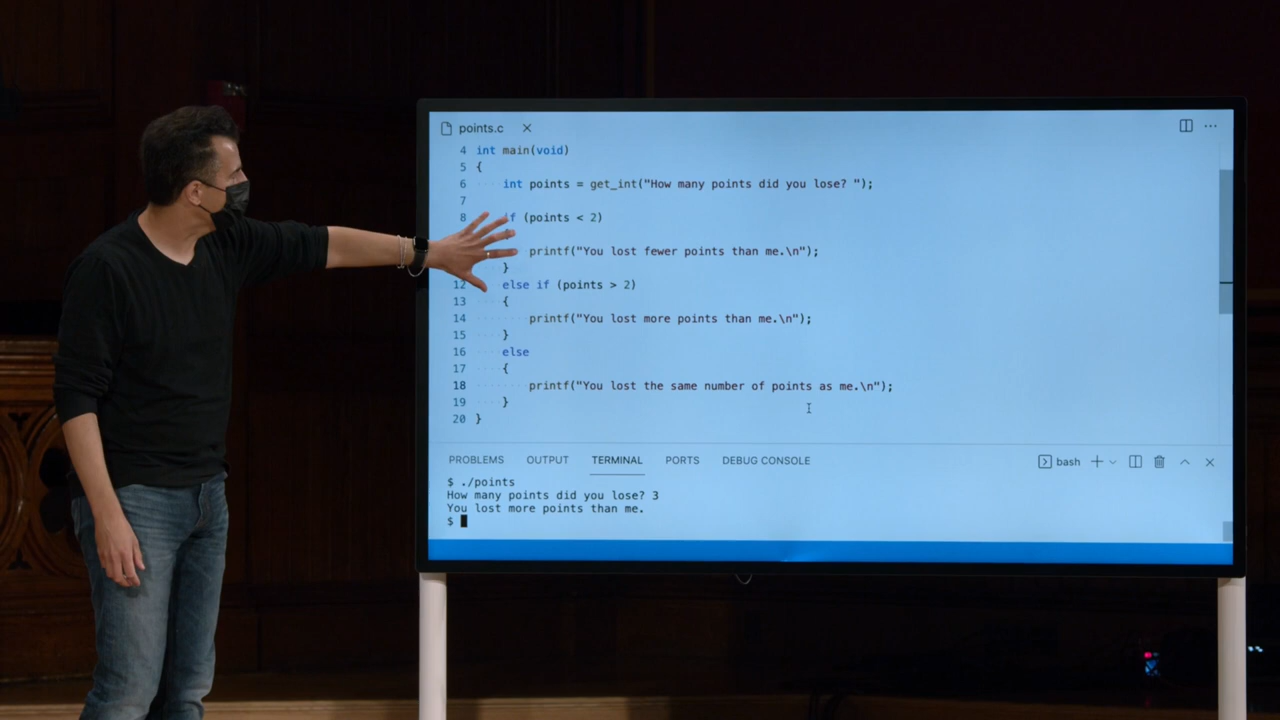 points.c
4 int main(void)
5 {
6 int points = get_int("How many points did you lose? ");
7
8 if (points < 2)
printf("You lost fewer points than me.\n");
}
12 else if (points > 2)
13 {
14 printf("You lost more points than me.\n");
15 }
16 else
17 {
18 printf("You lost the same number of points as me.\n");
19 }
20 }
PROBLEMS OUTPUT TERMINAL PORTS DEBUG CONSOLE bash
$ ./points
How many points did you lose? 3
You lost more points than me.
$